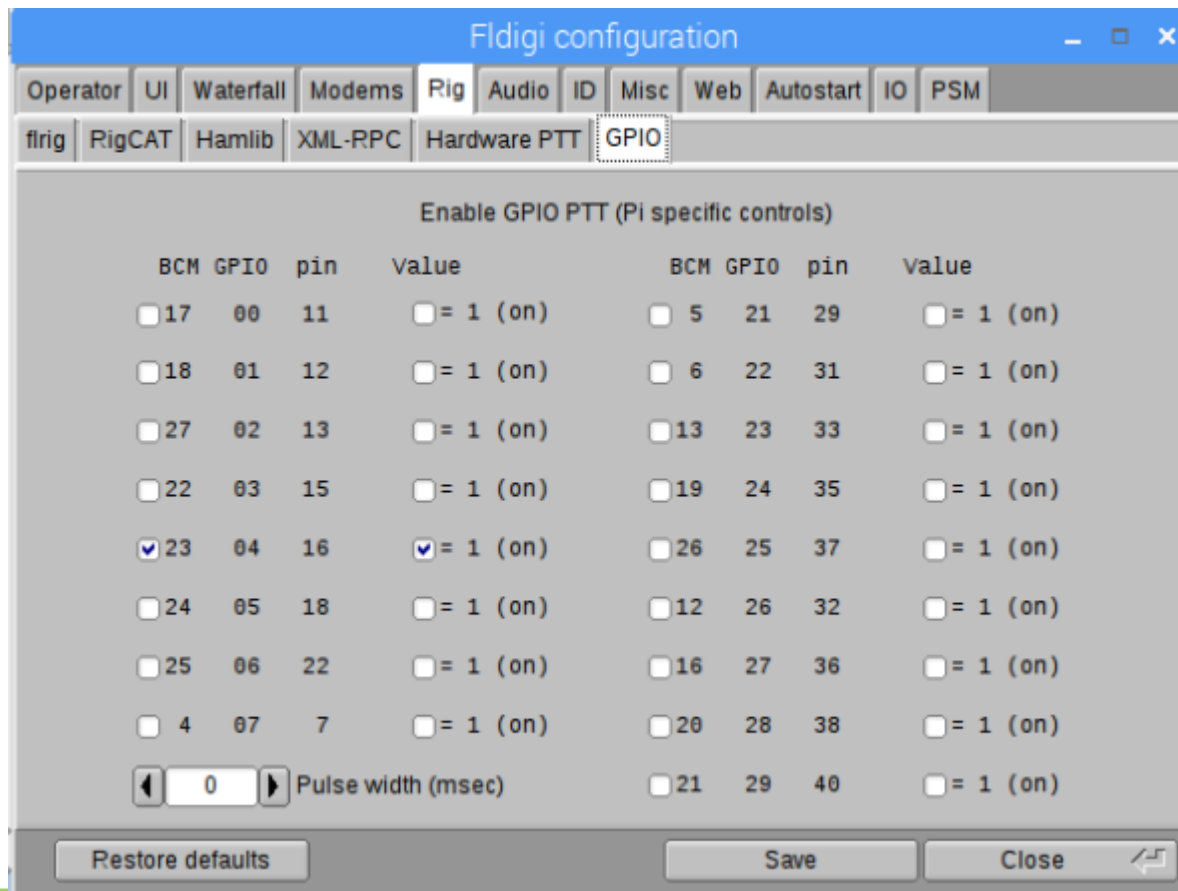 Fldigi configuration
Operator UI Waterfall Modems Rig Audio ID Misc Web Autostart IO PSM
flrig RigCAT Hamlib XML-RPC Hardware PTT GPIO
Enable GPIO PTT (Pi specific controls)
BCM GPIO pin Value BCM GPIO pin Value
17 00 11 = 1 (on) 5 21 29 = 1 (on)
18 01 12 = 1 (on) 6 22 31 = 1 (on)
27 02 13 = 1 (on) 13 23 33 = 1 (on)
22 03 15 = 1 (on) 19 24 35 = 1 (on)
23 04 16 = 1 (on) 26 25 37 = 1 (on)
24 05 18 = 1 (on) 12 26 32 = 1 (on)
25 06 22 = 1 (on) 16 27 36 = 1 (on)
4 07 7 = 1 (on) 20 28 38 = 1 (on)
0 Pulse width (msec) 21 29 40 = 1 (on)
Restore defaults Save Close